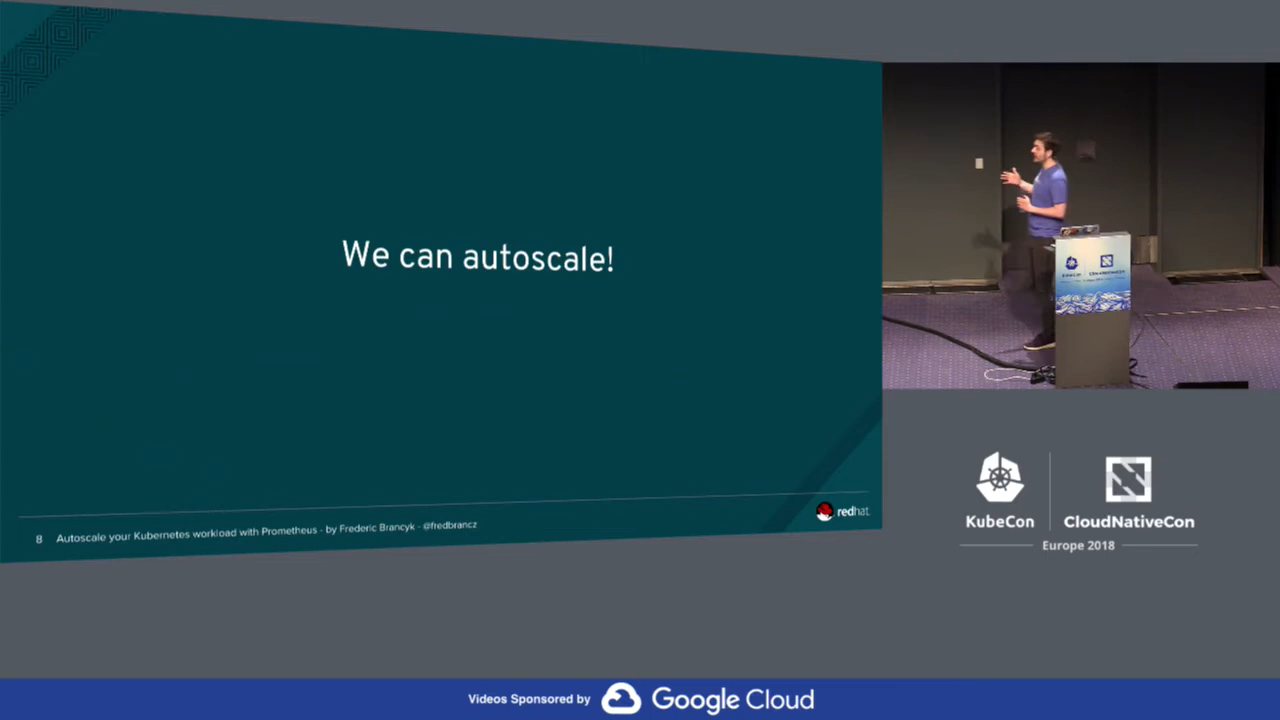 We can autoscale!
8 Autoscale your Kubernetes workload with Prometheus - by Frederic Brancyk - @fredbrancz
redhat.
KubeCon
CloudNativeCon
Europe 2018
Videos Sponsored by Google Cloud